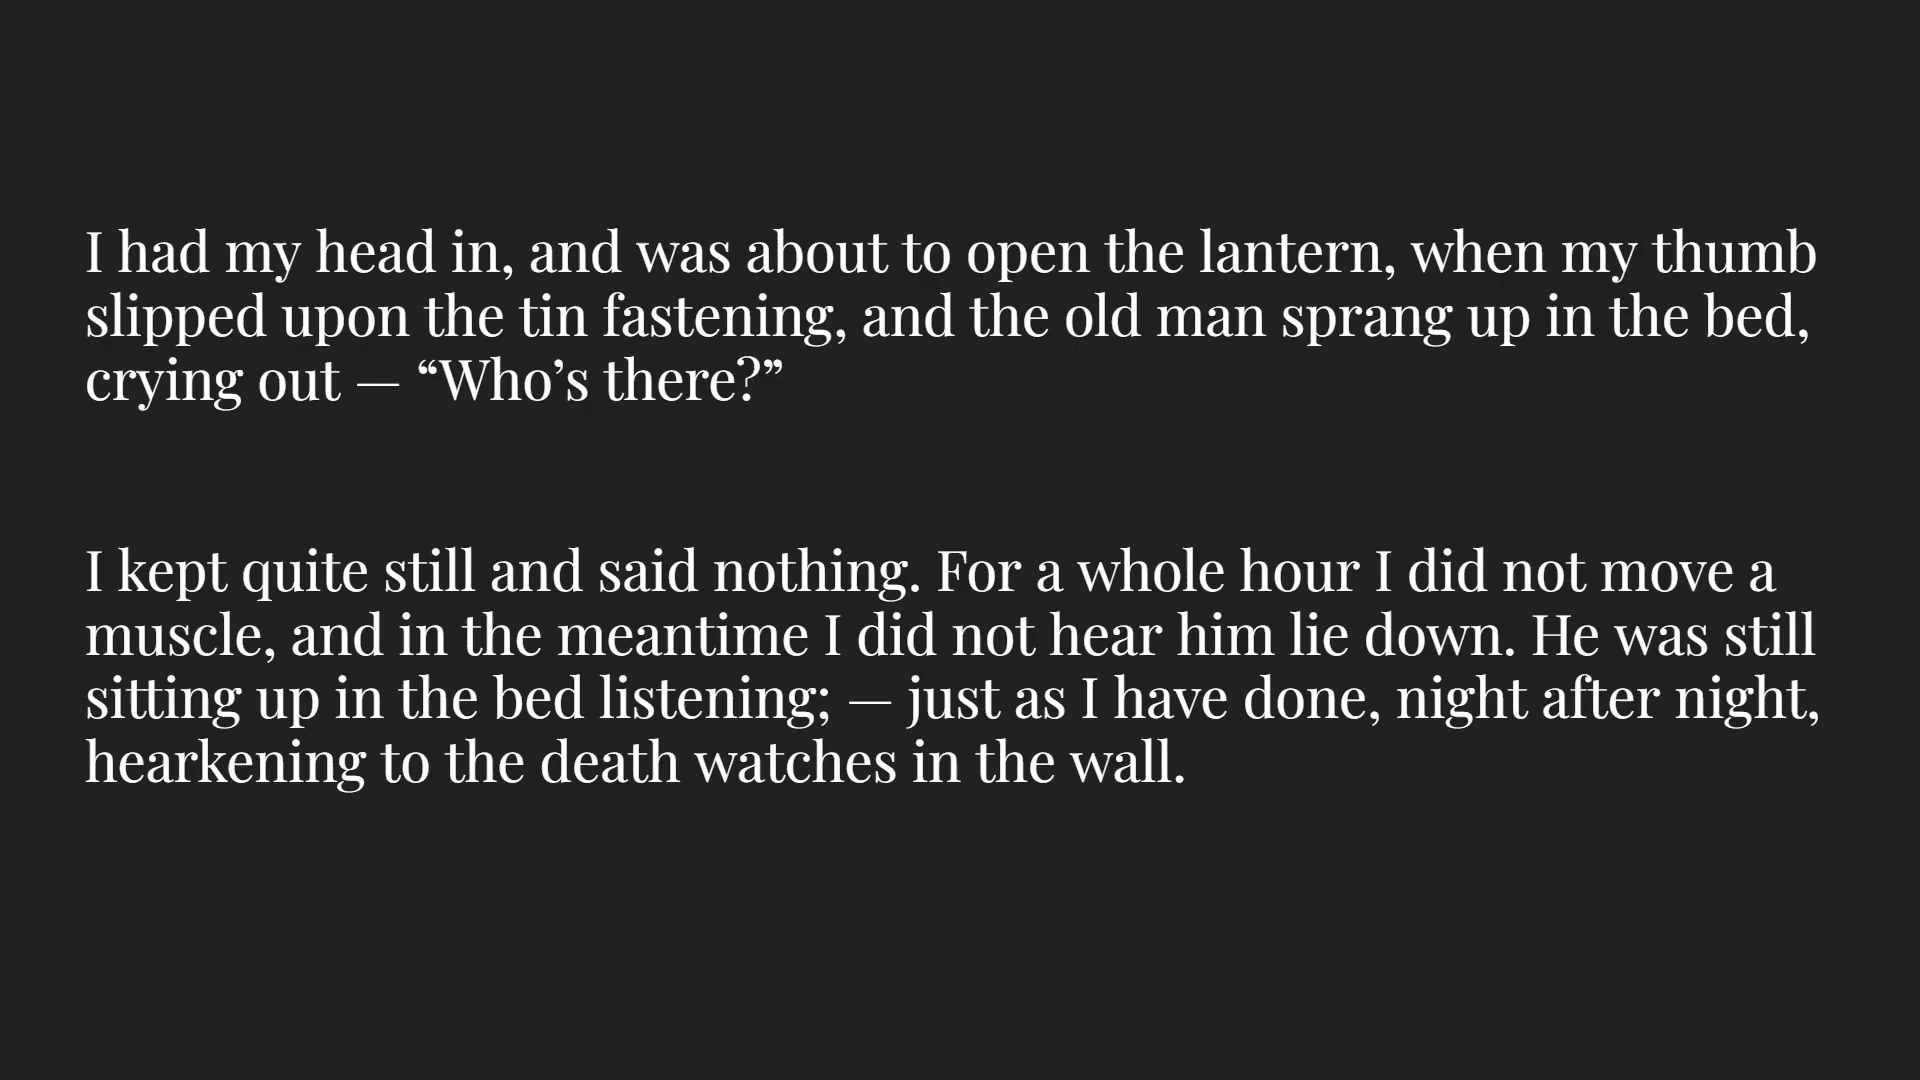 I had my head in, and was about to open the lantern, when my thumb
slipped upon the tin fastening, and the old man sprang up in the bed,
crying out — “Who’s there?”
I kept quite still and said nothing. For a whole hour I did not move a
muscle, and in the meantime I did not hear him lie down. He was still
sitting up in the bed listening; — just as I have done, night after night,
hearkening to the death watches in the wall.